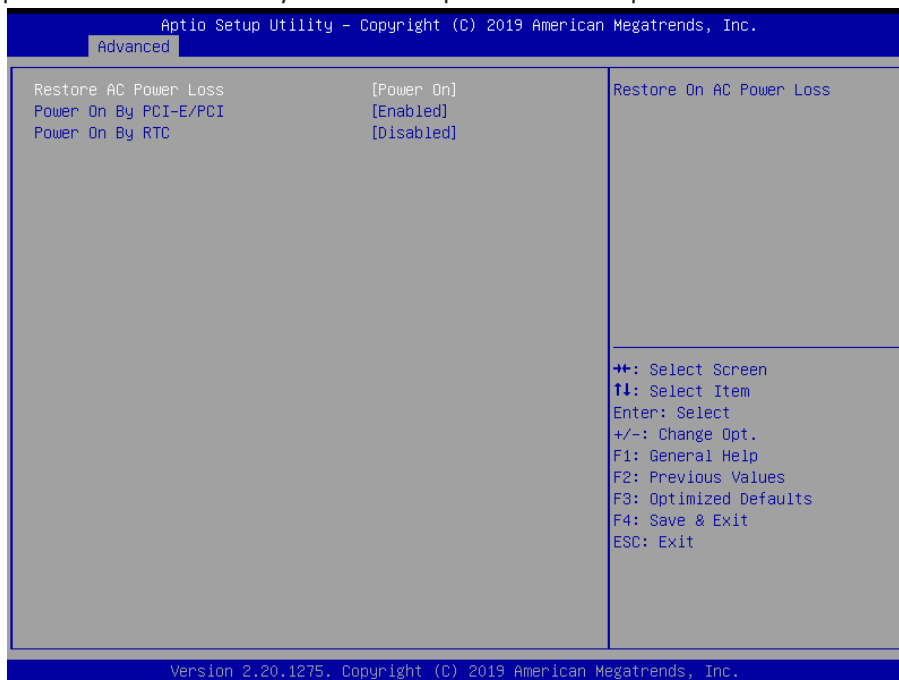 Aptio Setup Utility – Copyright (C) 2019 American Megatrends, Inc.
Advanced
Restore AC Power Loss [Power On]
Power On By PCI-E/PCI [Enabled]
Power On By RTC [Disabled]
Restore On AC Power Loss
→←: Select Screen
↑↓: Select Item
Enter: Select
+/-: Change Opt.
F1: General Help
F2: Previous Values
F3: Optimized Defaults
F4: Save & Exit
ESC: Exit
Version 2.20.1275. Copyright (C) 2019 American Megatrends, Inc.